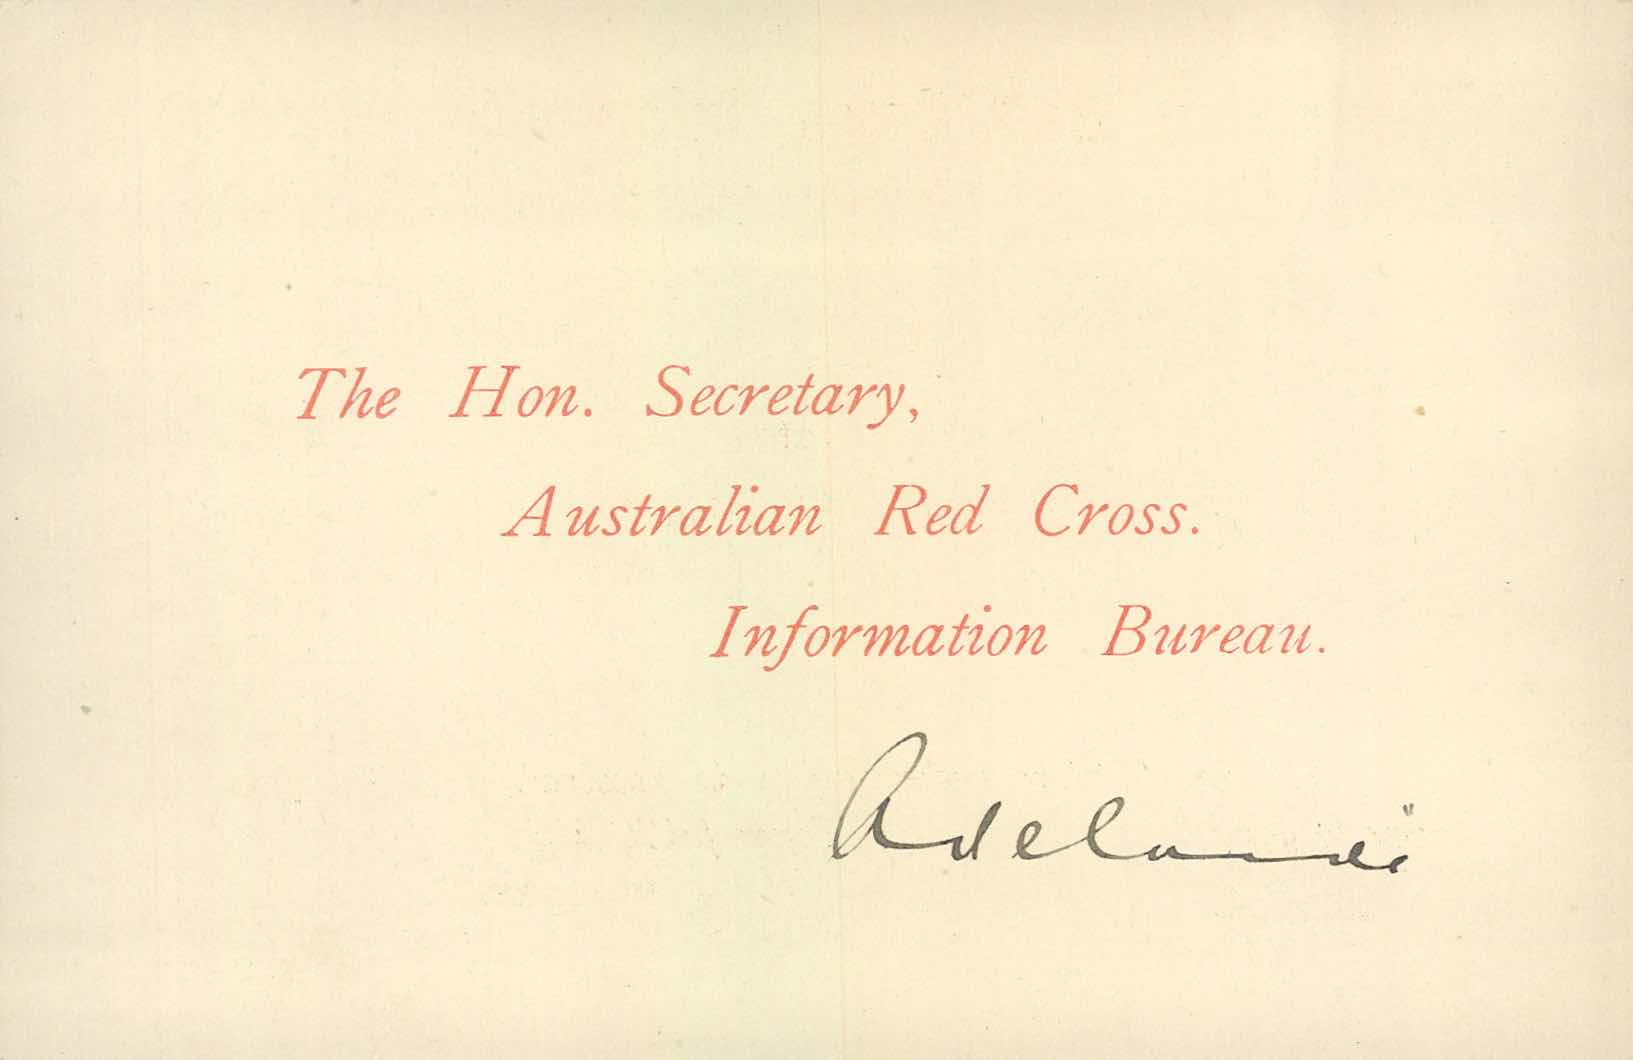 The Hon. Secretary,
Australian Red Cross.
Information Bureau.
Adelaide